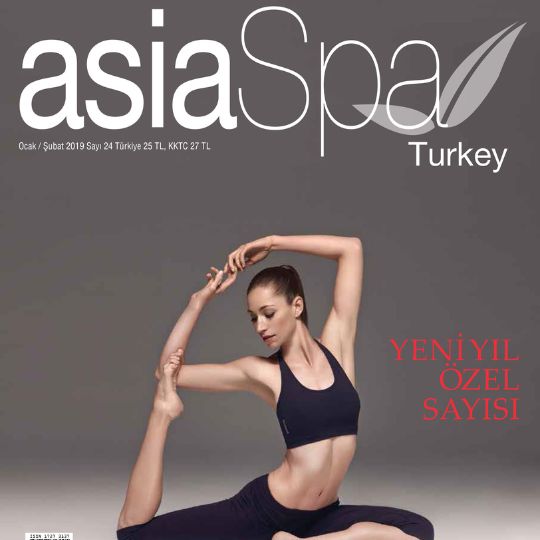 asiaSpa
Turkey
Ocak / Şubat 2019 Sayı 24 Türkiye 25 TL, KKTC 27 TL
YENİ YIL
ÖZEL
SAYISI